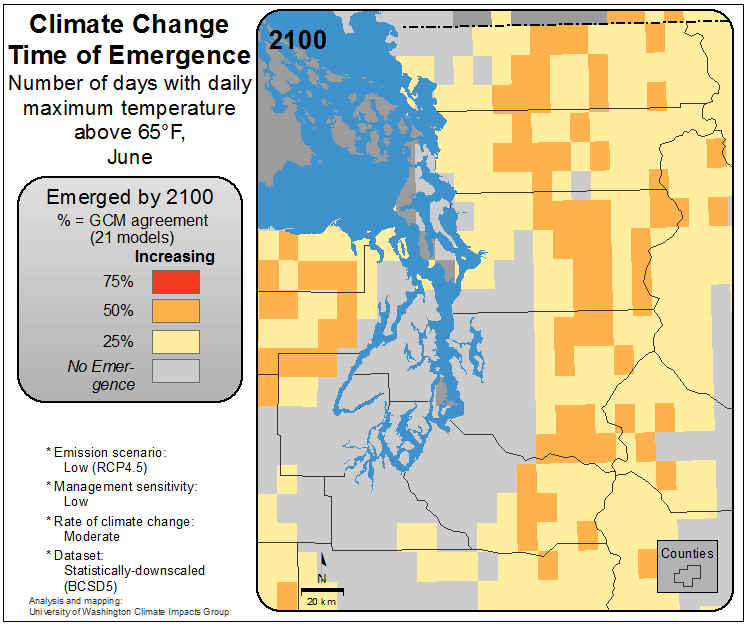 Climate Change
Time of Emergence
Number of days with daily
maximum temperature
above 65°F,
June
Emerged by 2100
% = GCM agreement
(21 models)
Increasing
75%
50%
25%
No Emer-
gence
* Emission scenario:
Low (RCP4.5)
* Management sensitivity:
Low
* Rate of climate change:
Moderate
* Dataset:
Statistically-downscaled
(BCSD5)
Analysis and mapping:
University of Washington Climate Impacts Group
2100
N
20 km
Counties